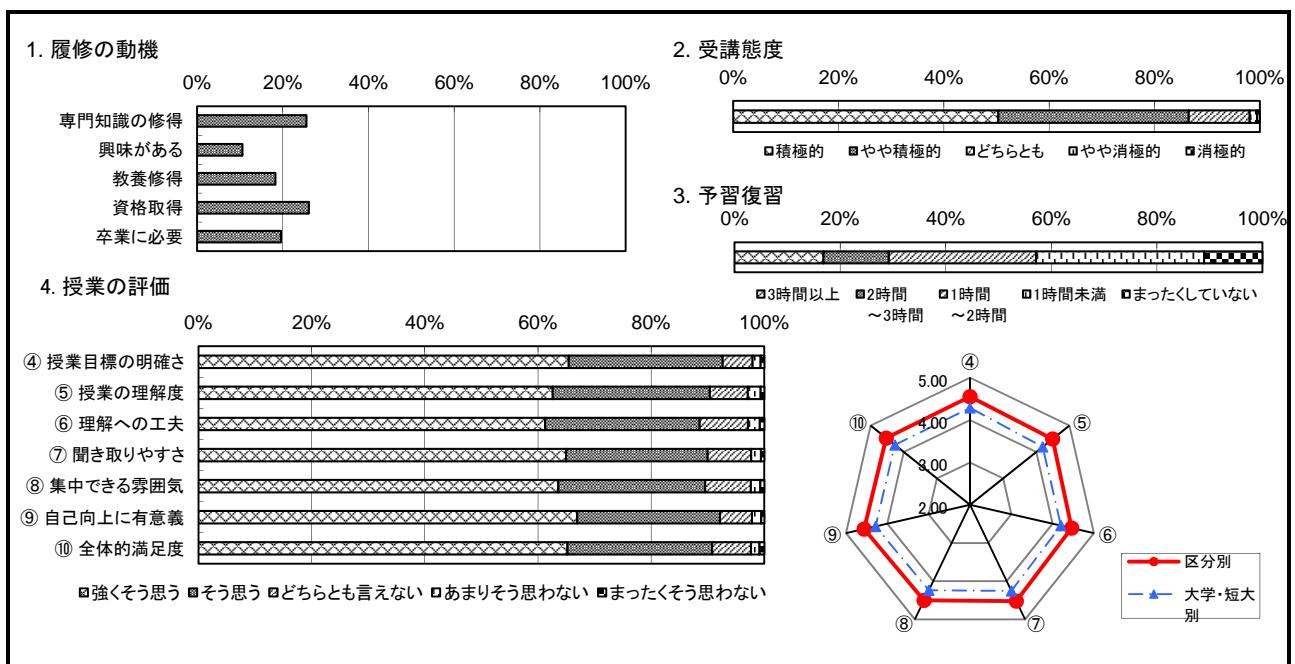 1. 履修の動機
0% 20% 40% 60% 80% 100%
専門知識の修得
興味がある
教養修得
資格取得
卒業に必要
2. 受講態度
0% 20% 40% 60% 80% 100%
積極的 やや積極的 どちらとも やや消極的 消極的
3. 予習復習
0% 20% 40% 60% 80% 100%
3時間以上 2時間 1時間 1時間未満 まったくしていない
～3時間 ～2時間
4. 授業の評価
0% 20% 40% 60% 80% 100%
④ 授業目標の明確さ
⑤ 授業の理解度
⑥ 理解への工夫
⑦ 聞き取りやすさ
⑧ 集中できる雰囲気
⑨ 自己向上に有意義
⑩ 全体的満足度
強くそう思う そう思う どちらとも言えない あまりそう思わない まったくそう思わない
④
5.00
⑩ 4.00 ⑤
3.00
2.00
⑨ ⑥
⑧ ⑦
区分別
大学・短大
別